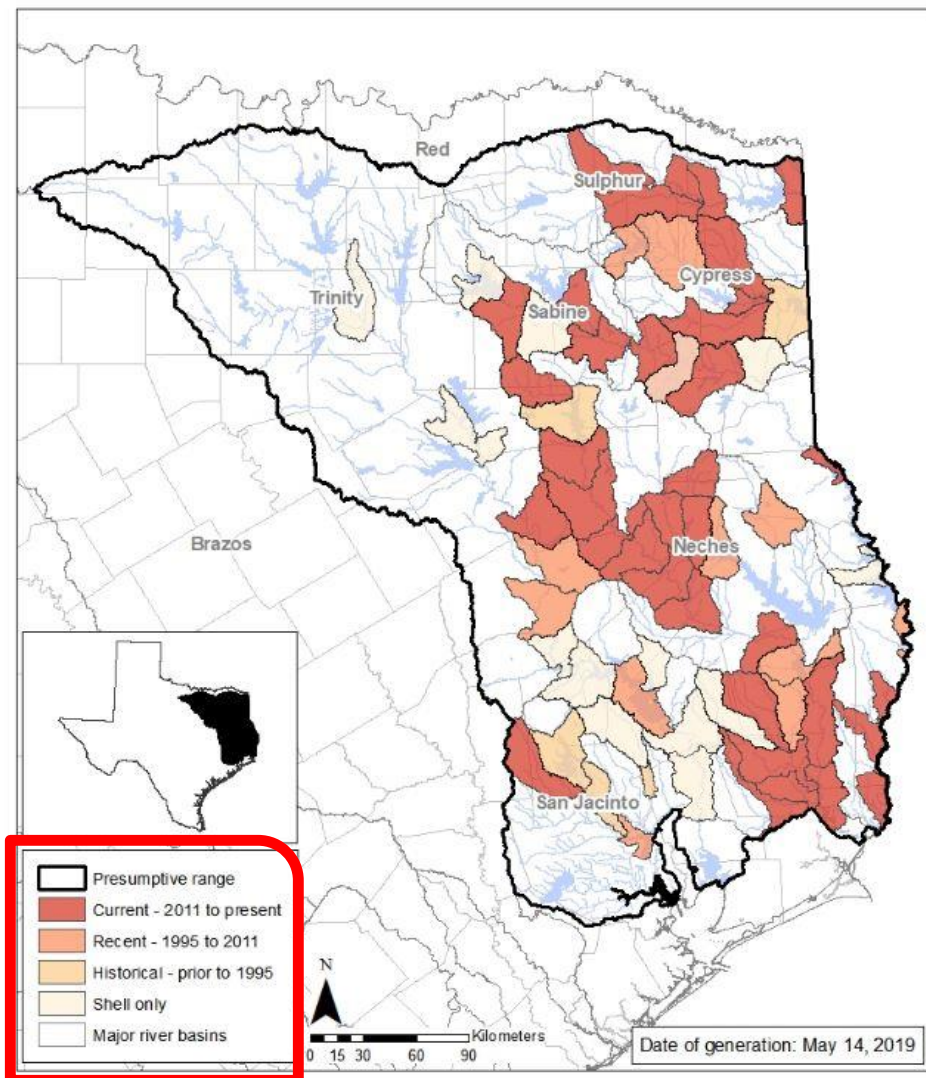 Red
Sulphur
Cypress
Trinity
Sabine
Brazos
Neches
San Jacinto
Presumptive range
Current - 2011 to present
Recent - 1995 to 2011
Historical - prior to 1995
Shell only
Major river basins
N
Kilometers
0 15 30 60 90
Date of generation: May 14, 2019